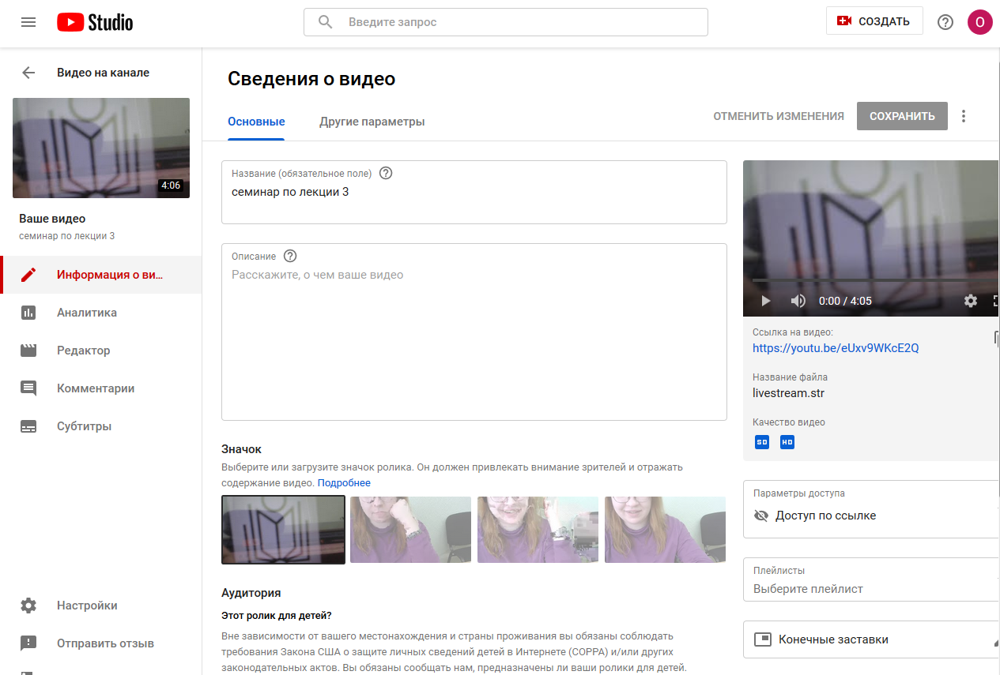 Studio
Введите запрос
СОЗДАТЬ
O
Видео на канале
4:06
Ваше видео
семинар по лекции 3
Информация о ви...
Аналитика
Редактор
Комментарии
Субтитры
Настройки
Отправить отзыв
Сведения о видео
Основные
Другие параметры
ОТМЕНИТЬ ИЗМЕНЕНИЯ
СОХРАНИТЬ
Название (обязательное поле)
семинар по лекции 3
Описание
Расскажите, о чем ваше видео
Значок
Выберите или загрузите значок ролика. Он должен привлекать внимание зрителей и отражать
содержание видео. Подробнее
Аудитория
Этот ролик для детей?
Вне зависимости от вашего местонахождения и страны проживания вы обязаны соблюдать
требования Закона США о защите личных сведений детей в Интернете (COPPA) и/или других
законодательных актов. Вы обязаны сообщать нам, предназначены ли ваши ролики для детей.
0:00 / 4:05
Ссылка на видео:
https://youtu.be/eUxv9WKcE2Q
Название файла
livestream.str
Качество видео
SD HD
Параметры доступа
Доступ по ссылке
Плейлисты
Выберите плейлист
Конечные заставки